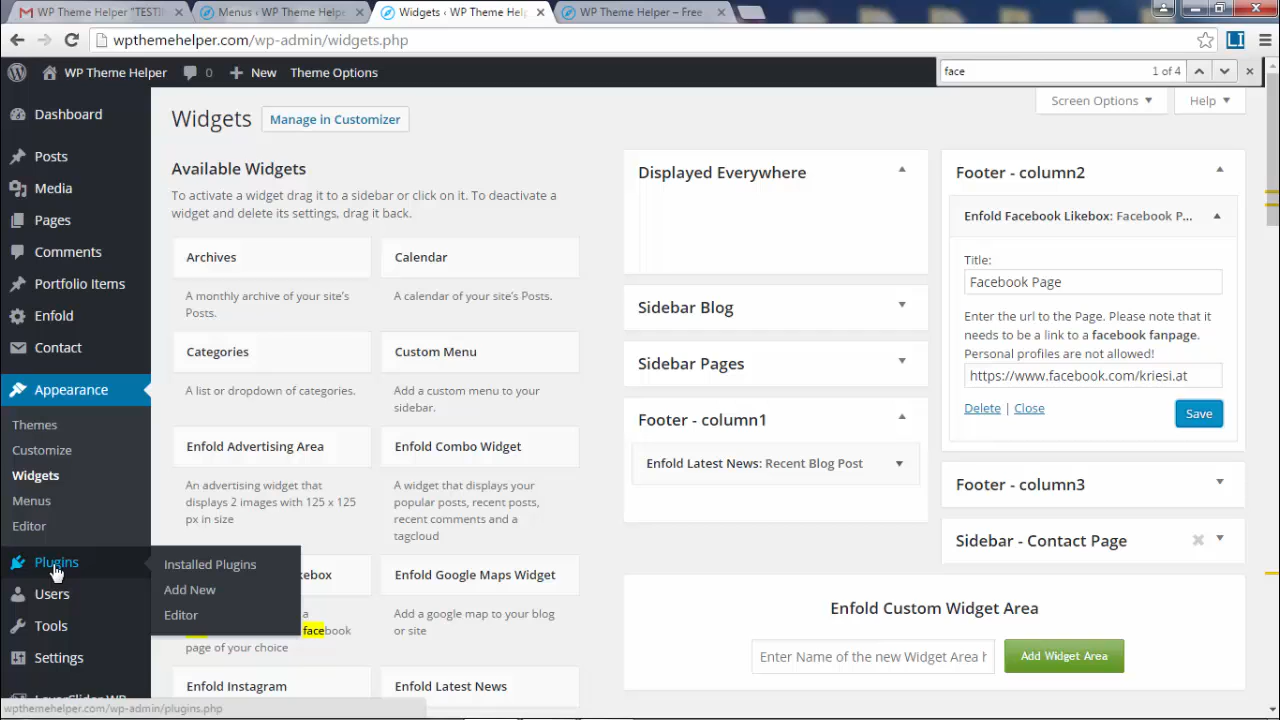 WP Theme Helper "TESTI
Menus ‹ WP Theme Help
Widgets ‹ WP Theme Help
WP Theme Helper – Free
wpthemehelper.com/wp-admin/widgets.php
WP Theme Helper
0
New
Theme Options
face
1 of 4
Dashboard
Posts
Media
Pages
Comments
Portfolio Items
Enfold
Contact
Appearance
Themes
Customize
Widgets
Menus
Editor
Plugins
Users
Tools
Settings
LayerSlider WP
Installed Plugins
Add New
Editor
Screen Options
Help
Widgets
Manage in Customizer
Available Widgets
To activate a widget drag it to a sidebar or click on it. To deactivate a
widget and delete its settings, drag it back.
Archives
A monthly archive of your site's
Posts.
Calendar
A calendar of your site's Posts.
Categories
A list or dropdown of categories.
Custom Menu
Add a custom menu to your
sidebar.
Enfold Advertising Area
An advertising widget that
displays 2 images with 125 x 125
px in size
Enfold Combo Widget
A widget that displays your
popular posts, recent posts,
recent comments and a
tagcloud
ebox
a
facebook
page of your choice
Enfold Google Maps Widget
Add a google map to your blog
or site
Enfold Instagram
Enfold Latest News
Displayed Everywhere
Sidebar Blog
Sidebar Pages
Footer - column1
Enfold Latest News: Recent Blog Post
Footer - column2
Enfold Facebook Likebox: Facebook P...
Title:
Facebook Page
Enter the url to the Page. Please note that it
needs to be a link to a facebook fanpage.
Personal profiles are not allowed!
https://www.facebook.com/kriesi.at
Delete | Close
Save
Footer - column3
Sidebar - Contact Page
Enfold Custom Widget Area
Enter Name of the new Widget Area h
Add Widget Area
wpthemehelper.com/wp-admin/plugins.php